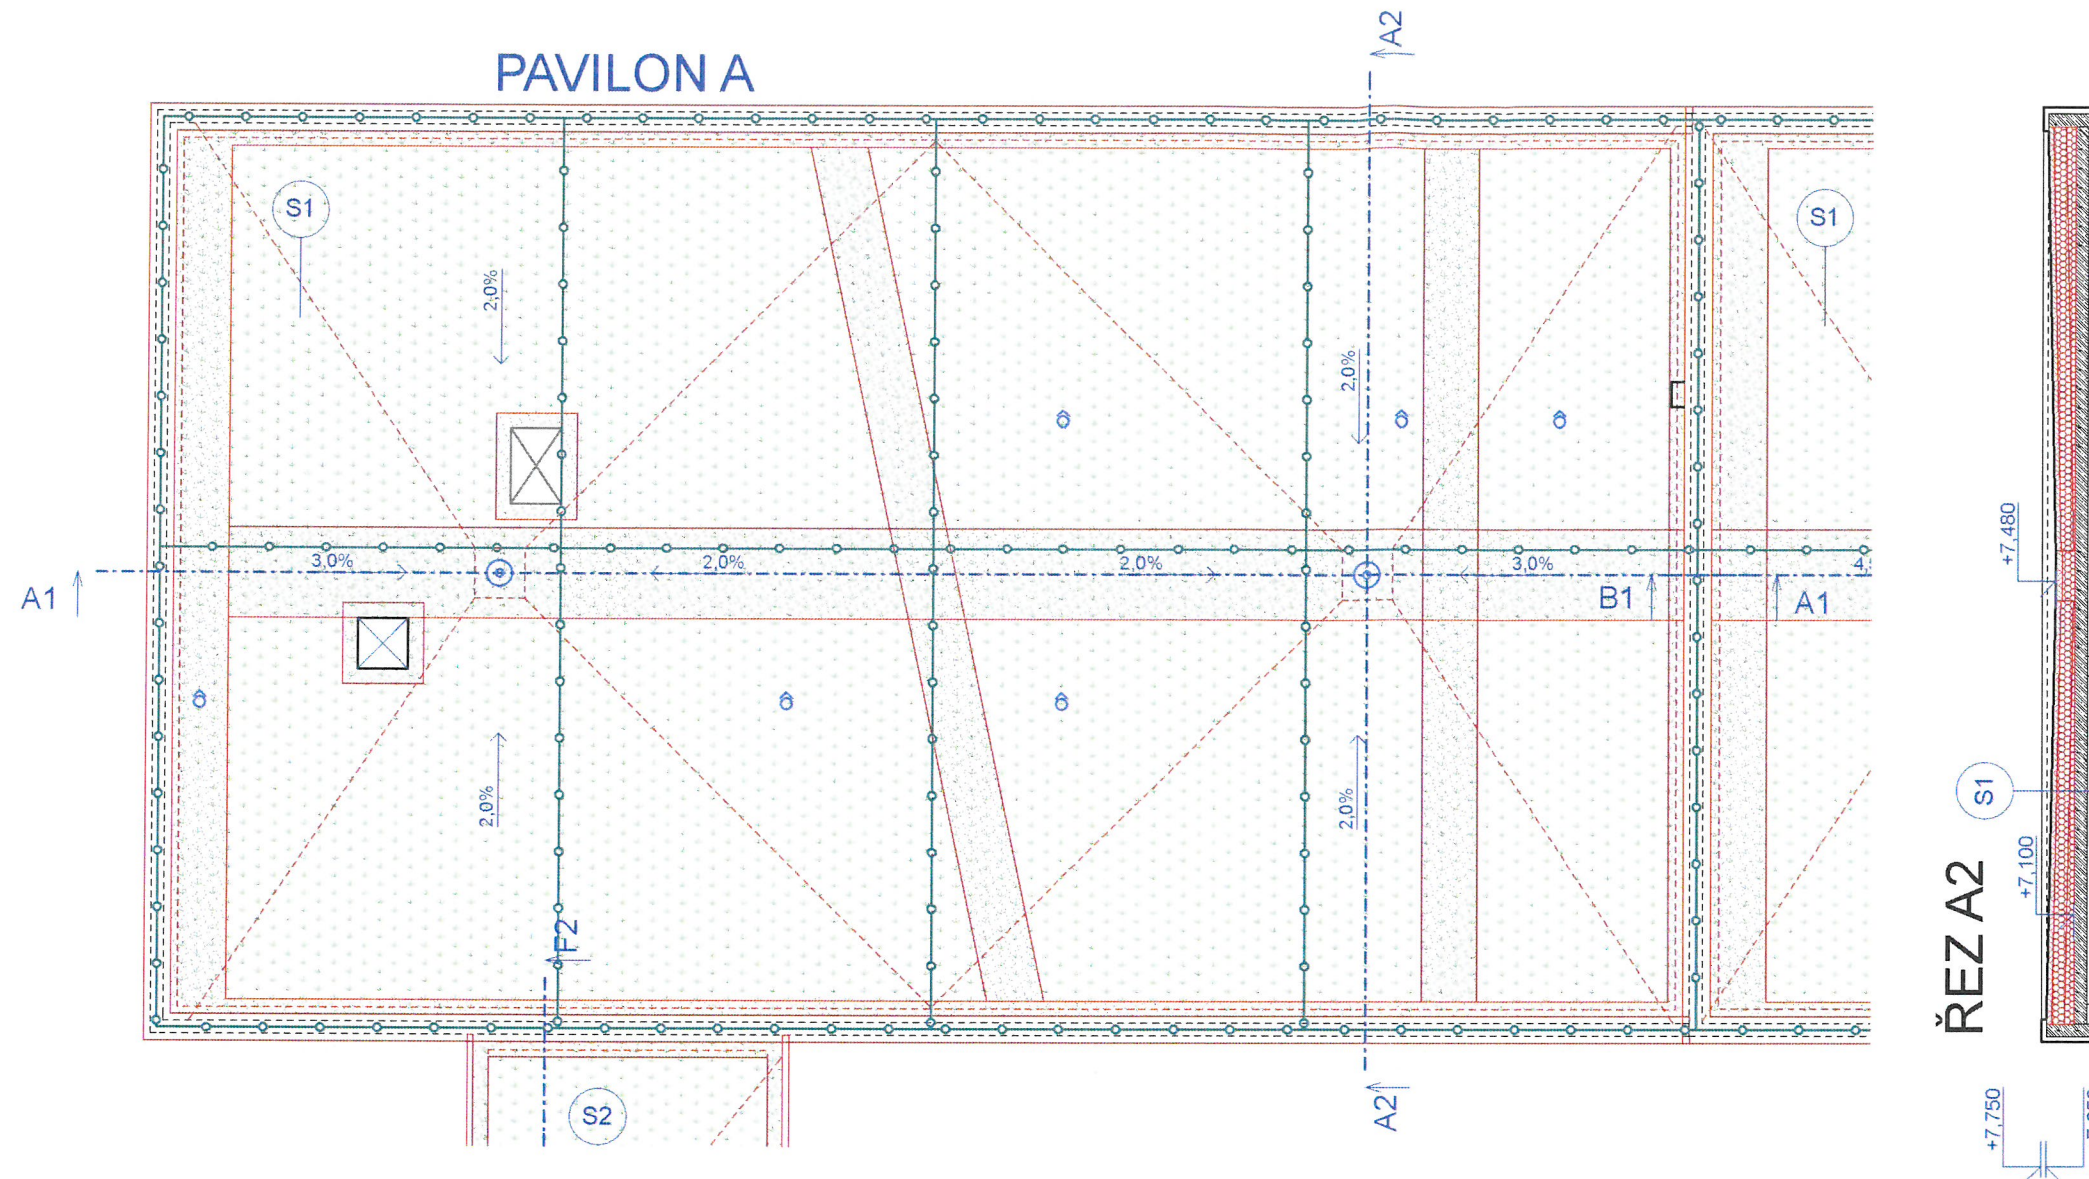 A2
PAVILON A
S1
S1
2,0%
2,0%
3,0%
2,0%
2,0%
3,0%
4,
A1
B1
A1
2,0%
2,0%
F2
S2
A2
ŘEZ A2
+7,480
S1
+7,100
+7,750